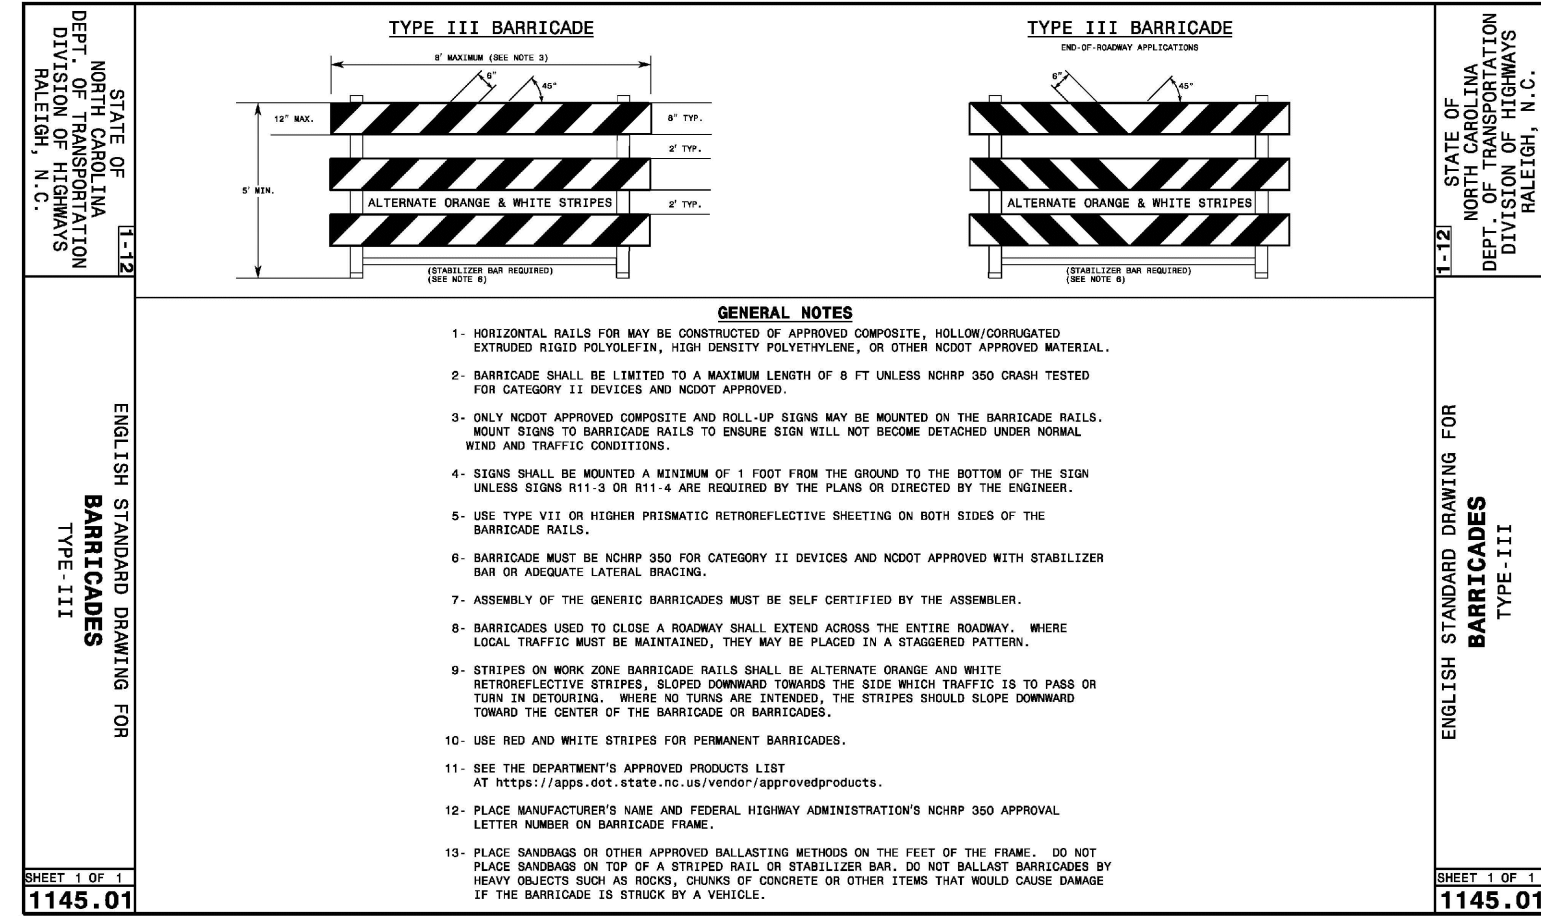 STATE OF
NORTH CAROLINA
DEPT. OF TRANSPORTATION
DIVISION OF HIGHWAYS
RALEIGH, N.C.
1-12
ENGLISH STANDARD DRAWING FOR
BARRICADES
TYPE-III
SHEET 1 OF 1
1145.01
TYPE III BARRICADE
8' MAXIMUM (SEE NOTE 3)
6"
45°
12" MAX.
8" TYP.
2' TYP.
5' MIN.
ALTERNATE ORANGE & WHITE STRIPES
2' TYP.
(STABILIZER BAR REQUIRED)
(SEE NOTE 6)
TYPE III BARRICADE
END-OF-ROADWAY APPLICATIONS
6"
45°
ALTERNATE ORANGE & WHITE STRIPES
(STABILIZER BAR REQUIRED)
(SEE NOTE 6)
GENERAL NOTES
1- HORIZONTAL RAILS FOR MAY BE CONSTRUCTED OF APPROVED COMPOSITE, HOLLOW/CORRUGATED
EXTRUDED RIGID POLYOLEFIN, HIGH DENSITY POLYETHYLENE, OR OTHER NCDOT APPROVED MATERIAL.
2- BARRICADE SHALL BE LIMITED TO A MAXIMUM LENGTH OF 8 FT UNLESS NCHRP 350 CRASH TESTED
FOR CATEGORY II DEVICES AND NCDOT APPROVED.
3- ONLY NCDOT APPROVED COMPOSITE AND ROLL-UP SIGNS MAY BE MOUNTED ON THE BARRICADE RAILS.
MOUNT SIGNS TO BARRICADE RAILS TO ENSURE SIGN WILL NOT BECOME DETACHED UNDER NORMAL
WIND AND TRAFFIC CONDITIONS.
4- SIGNS SHALL BE MOUNTED A MINIMUM OF 1 FOOT FROM THE GROUND TO THE BOTTOM OF THE SIGN
UNLESS SIGNS R11-3 OR R11-4 ARE REQUIRED BY THE PLANS OR DIRECTED BY THE ENGINEER.
5- USE TYPE VII OR HIGHER PRISMATIC RETROREFLECTIVE SHEETING ON BOTH SIDES OF THE
BARRICADE RAILS.
6- BARRICADE MUST BE NCHRP 350 FOR CATEGORY II DEVICES AND NCDOT APPROVED WITH STABILIZER
BAR OR ADEQUATE LATERAL BRACING.
7- ASSEMBLY OF THE GENERIC BARRICADES MUST BE SELF CERTIFIED BY THE ASSEMBLER.
8- BARRICADES USED TO CLOSE A ROADWAY SHALL EXTEND ACROSS THE ENTIRE ROADWAY. WHERE
LOCAL TRAFFIC MUST BE MAINTAINED, THEY MAY BE PLACED IN A STAGGERED PATTERN.
9- STRIPES ON WORK ZONE BARRICADE RAILS SHALL BE ALTERNATE ORANGE AND WHITE
RETROREFLECTIVE STRIPES, SLOPED DOWNWARD TOWARDS THE SIDE WHICH TRAFFIC IS TO PASS OR
TURN IN DETOURING. WHERE NO TURNS ARE INTENDED, THE STRIPES SHOULD SLOPE DOWNWARD
TOWARD THE CENTER OF THE BARRICADE OR BARRICADES.
10- USE RED AND WHITE STRIPES FOR PERMANENT BARRICADES.
11- SEE THE DEPARTMENT'S APPROVED PRODUCTS LIST
AT https://apps.dot.state.nc.us/vendor/approvedproducts.
12- PLACE MANUFACTURER'S NAME AND FEDERAL HIGHWAY ADMINISTRATION'S NCHRP 350 APPROVAL
LETTER NUMBER ON BARRICADE FRAME.
13- PLACE SANDBAGS OR OTHER APPROVED BALLASTING METHODS ON THE FEET OF THE FRAME. DO NOT
PLACE SANDBAGS ON TOP OF A STRIPED RAIL OR STABILIZER BAR. DO NOT BALLAST BARRICADES BY
HEAVY OBJECTS SUCH AS ROCKS, CHUNKS OF CONCRETE OR OTHER ITEMS THAT WOULD CAUSE DAMAGE
IF THE BARRICADE IS STRUCK BY A VEHICLE.
STATE OF
NORTH CAROLINA
DEPT. OF TRANSPORTATION
DIVISION OF HIGHWAYS
RALEIGH, N.C.
1-12
ENGLISH STANDARD DRAWING FOR
BARRICADES
TYPE-III
SHEET 1 OF 1
1145.01